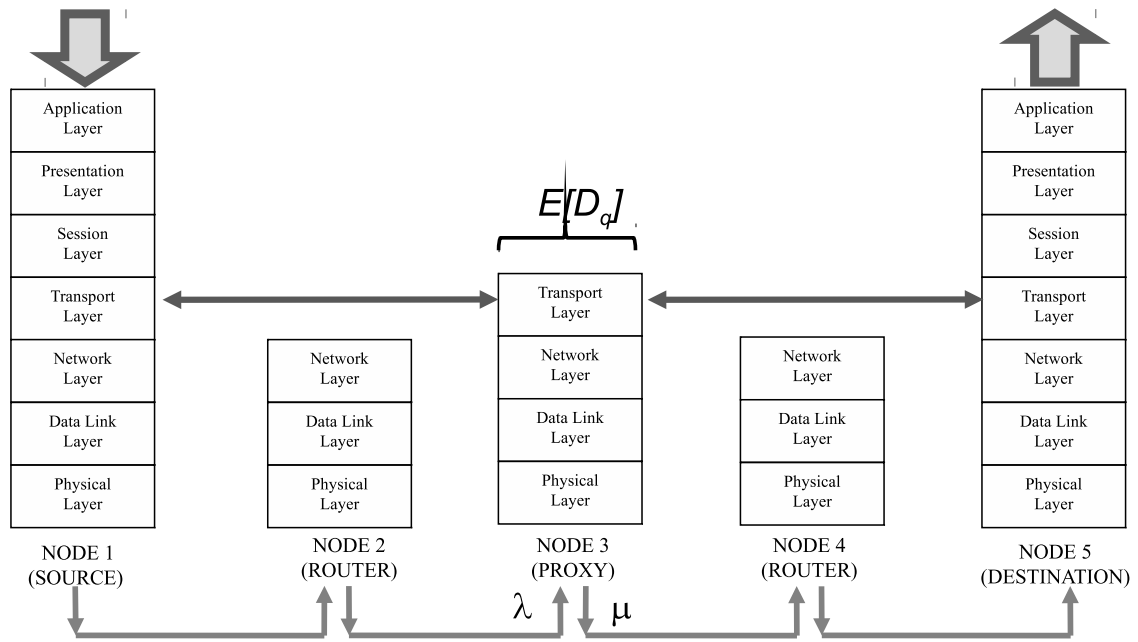 Application
Layer
Presentation
Layer
Session
Layer
Transport
Layer
Network
Layer
Data Link
Layer
Physical
Layer
NODE 1
(SOURCE)
Network
Layer
Data Link
Layer
Physical
Layer
NODE 2
(ROUTER)
E[Dq]
Transport
Layer
Network
Layer
Data Link
Layer
Physical
Layer
NODE 3
(PROXY)
λ
μ
Network
Layer
Data Link
Layer
Physical
Layer
NODE 4
(ROUTER)
Application
Layer
Presentation
Layer
Session
Layer
Transport
Layer
Network
Layer
Data Link
Layer
Physical
Layer
NODE 5
(DESTINATION)